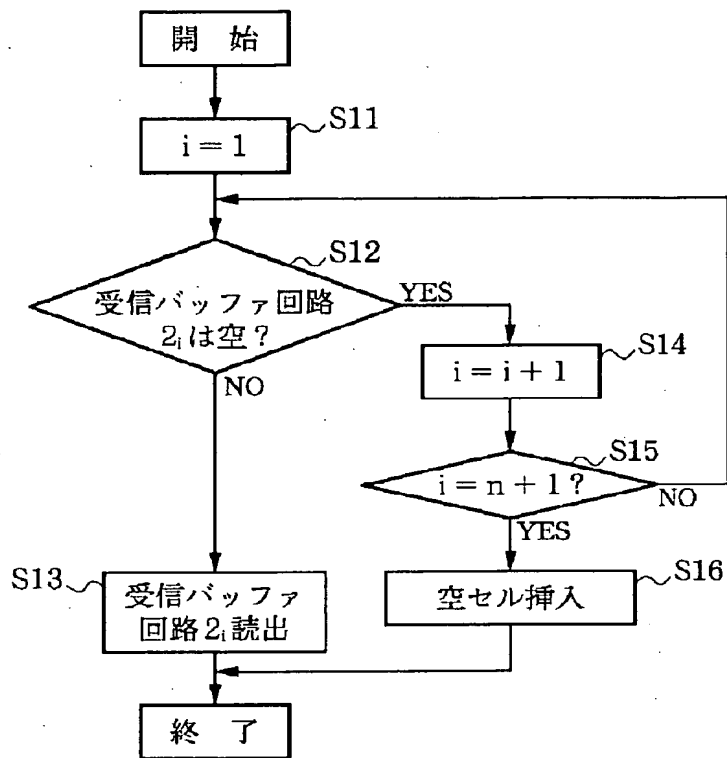 開 始
S11
i = 1
S12
受信バッファ回路
2i は空？
YES
NO
S14
i = i + 1
S15
i = n + 1 ?
NO
YES
S13
受信バッファ
回路 2i 読出
S16
空セル挿入
終 了